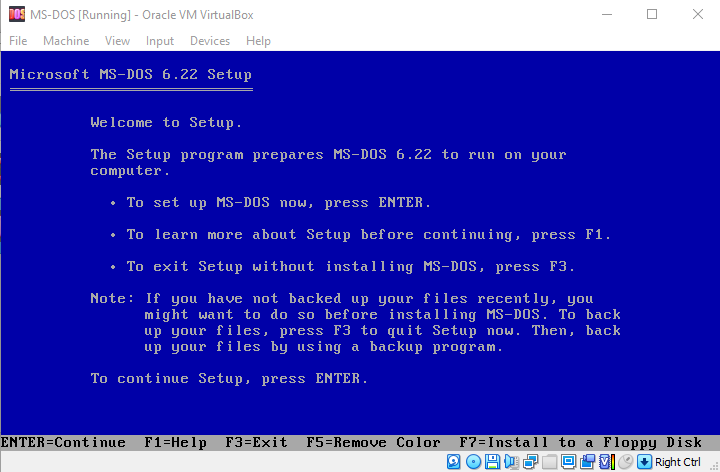 DOS MS-DOS [Running] - Oracle VM VirtualBox
File Machine View Input Devices Help
Microsoft MS-DOS 6.22 Setup
Welcome to Setup.
The Setup program prepares MS-DOS 6.22 to run on your
computer.
• To set up MS-DOS now, press ENTER.
• To learn more about Setup before continuing, press F1.
• To exit Setup without installing MS-DOS, press F3.
Note: If you have not backed up your files recently, you
might want to do so before installing MS-DOS. To back
up your files, press F3 to quit Setup now. Then, back
up your files by using a backup program.
To continue Setup, press ENTER.
ENTER=Continue F1=Help F3=Exit F5=Remove Color F7=Install to a Floppy Disk
Right Ctrl